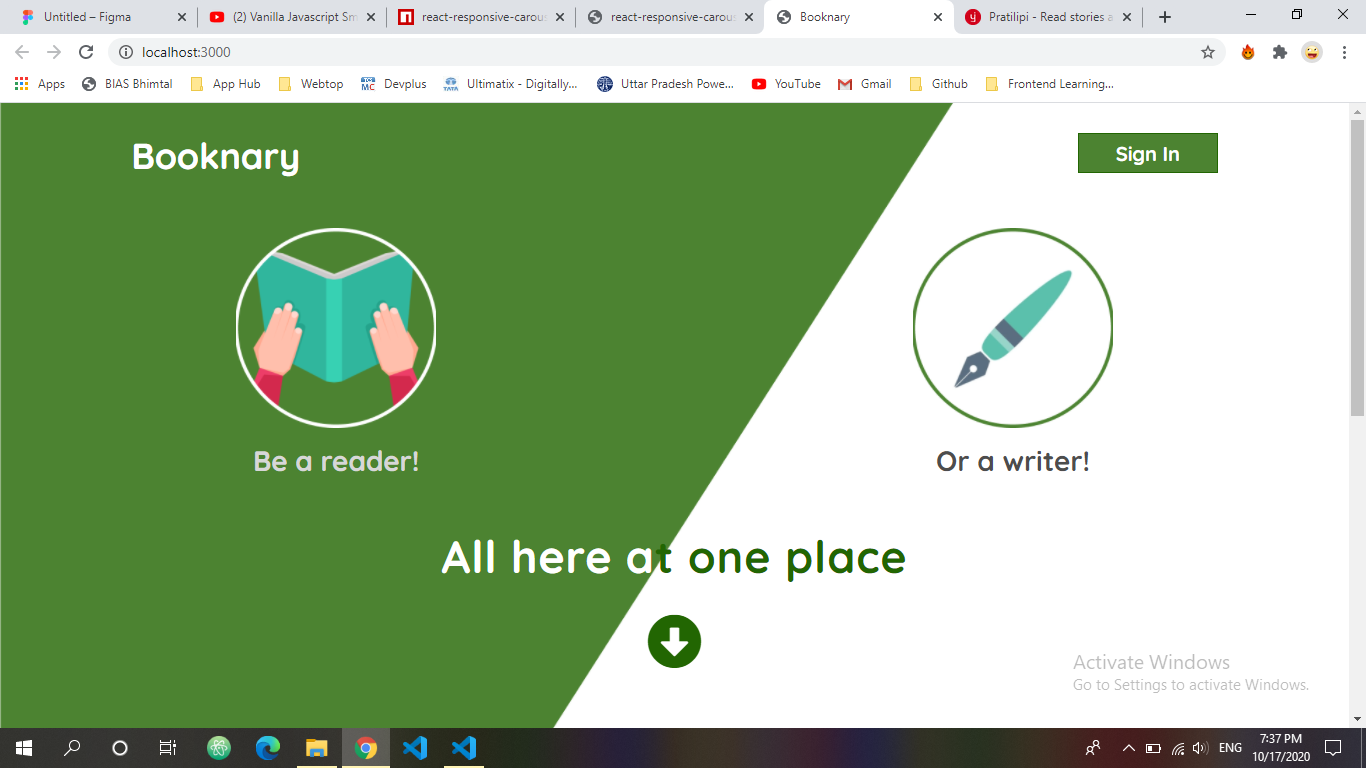 Untitled – Figma
(2) Vanilla Javascript Sm
react-responsive-carous
react-responsive-carous
Booknary
Pratilipi - Read stories a
localhost:3000
Apps
BIAS Bhimtal
App Hub
Webtop
Devplus
Ultimatix - Digitally...
Uttar Pradesh Powe...
YouTube
Gmail
Github
Frontend Learning...
Booknary
Sign In
Be a reader!
Or a writer!
All here at one place
Activate Windows
Go to Settings to activate Windows.
ENG
7:37 PM
10/17/2020